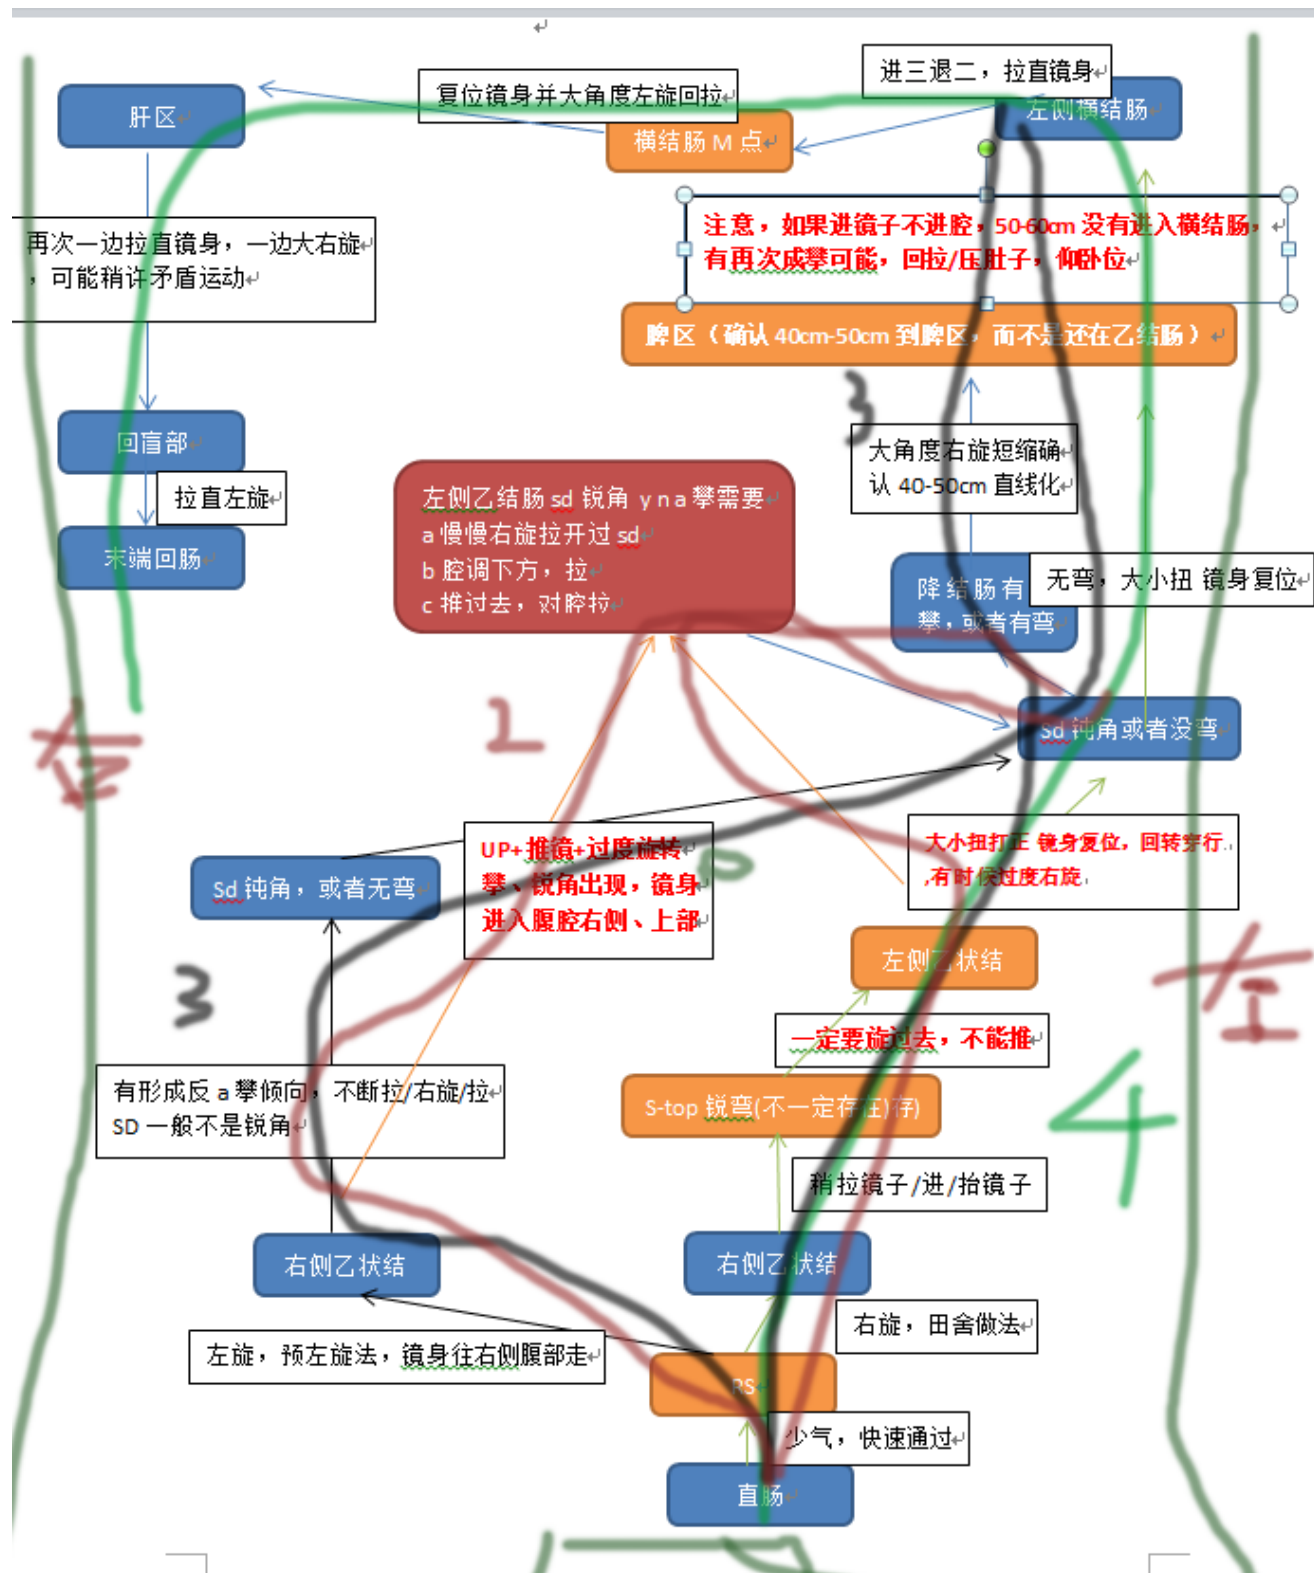 进三退二，拉直镜身
复位镜身并大角度左旋回拉
肝区
左侧横结肠
横结肠 M 点
注意，如果进镜子不进腔，50-60cm 没有进入横结肠，
有再次成攀可能，回拉/压肚子，仰卧位
再次一边拉直镜身，一边大右旋
，可能稍许矛盾运动
脾区（确认 40cm-50cm 到脾区，而不是还在乙结肠）
3
回盲部
大角度右旋短缩确
认 40-50cm 直线化
拉直左旋
左侧乙结肠 sd 锐角 y n a 攀需要
a 慢慢右旋拉开过 sd
b 腔调下方，拉
c 推过去，对腔拉
末端回肠
无弯，大小扭 镜身复位
降结肠有
攀，或者有弯
右
2
Sd 钝角或者没弯
UP+推镜+过度旋转
攀、锐角出现，镜身
进入腹腔右侧、上部
大小扭打正 镜身复位，回转穿行
,有时候过度右旋
Sd 钝角，或者无弯
左侧乙状结
左
3
一定要旋过去，不能推
有形成反 a 攀倾向，不断拉/右旋/拉
SD 一般不是锐角
S-top 锐弯(不一定存在)存)
4
稍拉镜子/进/抬镜子
右侧乙状结
右侧乙状结
右旋，田舍做法
左旋，预左旋法，镜身往右侧腹部走
RS
少气，快速通过
直肠